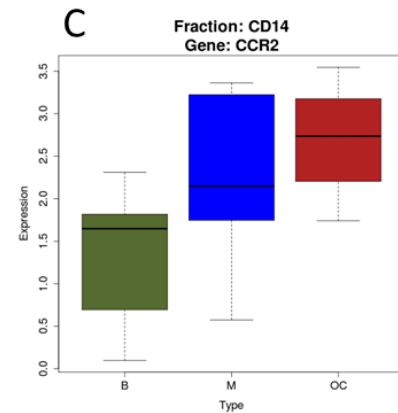 C
Fraction: CD14
Gene: CCR2
Expression
3.5
3.0
2.5
2.0
1.5
1.0
0.5
0.0
B M OC
Type